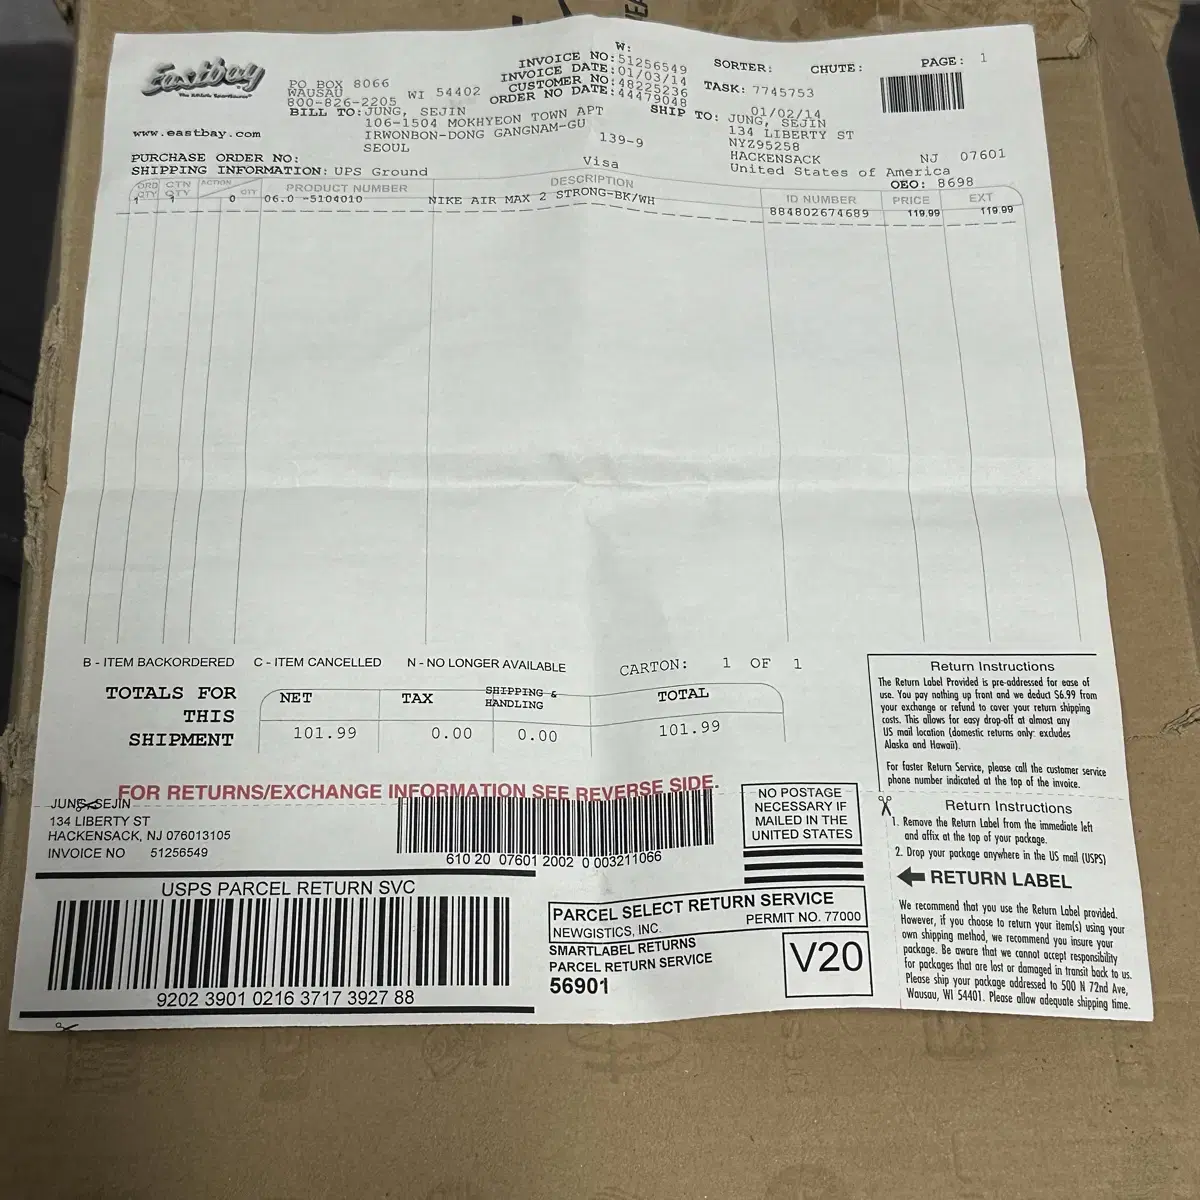 Eastbay
PO BOX 8066
WAUSAU WI 54402
800-826-2205
www.eastbay.com
W:
INVOICE NO: 51256549
INVOICE DATE: 01/03/14
CUSTOMER NO: 48225236
ORDER NO DATE: 44479048 01/02/14
SORTER: CHUTE: PAGE: 1
TASK: 7745753
BILL TO: JUNG, SEJIN
106-1504 MOKHYEON TOWN APT
IRWONBON-DONG GANGNAM-GU
SEOUL 139-9
SHIP TO: JUNG, SEJIN
134 LIBERTY ST
NYZ95258
HACKENSACK NJ 07601
United States of America
PURCHASE ORDER NO: Visa
SHIPPING INFORMATION: UPS Ground
OEO: 8698
ORD QTY CTN QTY ACTION QTY PRODUCT NUMBER DESCRIPTION ID NUMBER PRICE EXT
1 1 0 06.0 -5104010 NIKE AIR MAX 2 STRONG-BK/WH 884802674689 119.99 119.99
B - ITEM BACKORDERED C - ITEM CANCELLED N - NO LONGER AVAILABLE
CARTON: 1 OF 1
TOTALS FOR
THIS
SHIPMENT
NET TAX SHIPPING & HANDLING TOTAL
101.99 0.00 0.00 101.99
Return Instructions
The Return Label Provided is pre-addressed for ease of
use. You pay nothing up front and we deduct $6.99 from
your exchange or refund to cover your return shipping
costs. This allows for easy drop-off at almost any
US mail location (domestic returns only: excludes
Alaska and Hawaii).
For faster Return Service, please call the customer service
phone number indicated at the top of the invoice.
FOR RETURNS/EXCHANGE INFORMATION SEE REVERSE SIDE.
JUNG, SEJIN
134 LIBERTY ST
HACKENSACK, NJ 076013105
INVOICE NO 51256549
610 20 07601 2002 0 003211066
NO POSTAGE
NECESSARY IF
MAILED IN THE
UNITED STATES
USPS PARCEL RETURN SVC
9202 3901 0216 3717 3927 88
PARCEL SELECT RETURN SERVICE
NEWGISTICS, INC. PERMIT NO. 77000
SMARTLABEL RETURNS
PARCEL RETURN SERVICE
56901
V20
Return Instructions
1. Remove the Return Label from the immediate left
and affix at the top of your package.
2. Drop your package anywhere in the US mail (USPS)
RETURN LABEL
We recommend that you use the Return Label provided.
However, if you choose to return your item(s) using your
own shipping method, we recommend you insure your
package. Be aware that we cannot accept responsibility
for packages that are lost or damaged in transit back to us.
Please ship your package addressed to 500 N 72nd Ave,
Wausau, WI 54401. Please allow adequate shipping time.